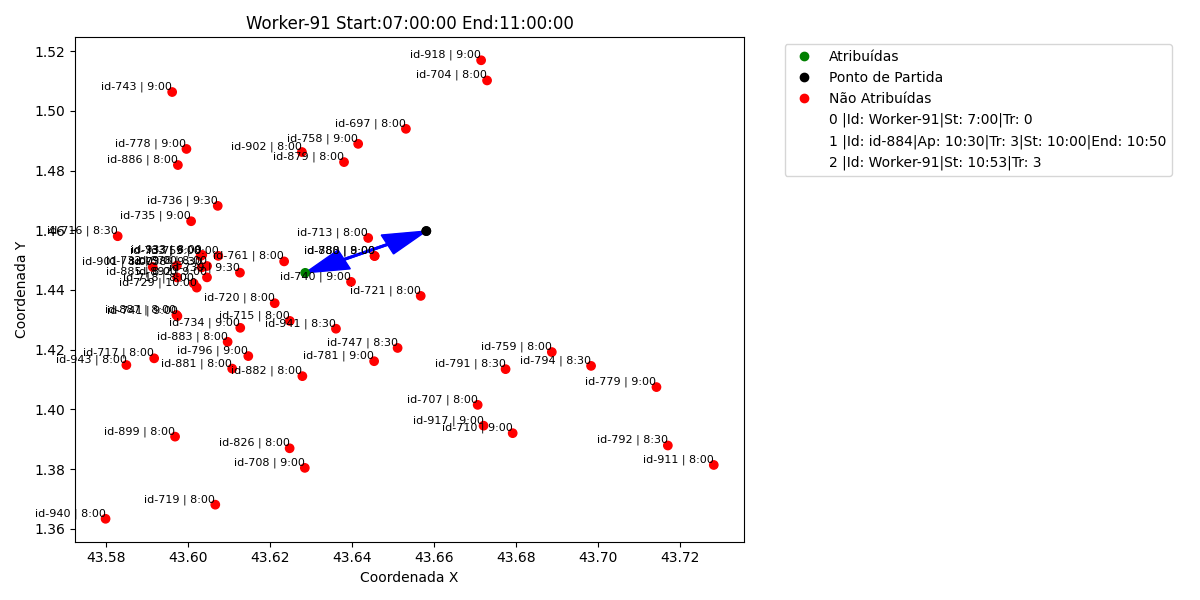 Worker-91 Start:07:00:00 End:11:00:00
Coordenada Y
1.52
1.50
1.48
1.46
1.44
1.42
1.40
1.38
1.36
id-918 | 9:00
id-704 | 8:00
id-743 | 9:00
id-697 | 8:00
id-778 | 9:00
id-758 | 9:00
id-902 | 8:00
id-886 | 8:00
id-879 | 8:00
id-736 | 9:30
id-735 | 9:00
id-716 | 8:30
id-713 | 8:00
id-761 | 8:00
id-740 | 9:00
id-729 | 10:00
id-721 | 8:00
id-720 | 8:00
id-715 | 8:00
id-734 | 9:00
id-941 | 8:30
id-883 | 8:00
id-796 | 9:00
id-747 | 8:30
id-717 | 8:00
id-943 | 8:00
id-881 | 8:00
id-882 | 8:00
id-781 | 9:00
id-759 | 8:00
id-791 | 8:30
id-794 | 8:30
id-779 | 9:00
id-707 | 8:00
id-917 | 9:00
id-710 | 9:00
id-899 | 8:00
id-826 | 8:00
id-708 | 9:00
id-792 | 8:30
id-911 | 8:00
id-719 | 8:00
id-940 | 8:00
43.58 43.60 43.62 43.64 43.66 43.68 43.70 43.72
Coordenada X
Atribuídas
Ponto de Partida
Não Atribuídas
0 |Id: Worker-91|St: 7:00|Tr: 0
1 |Id: id-884|Ap: 10:30|Tr: 3|St: 10:00|End: 10:50
2 |Id: Worker-91|St: 10:53|Tr: 3